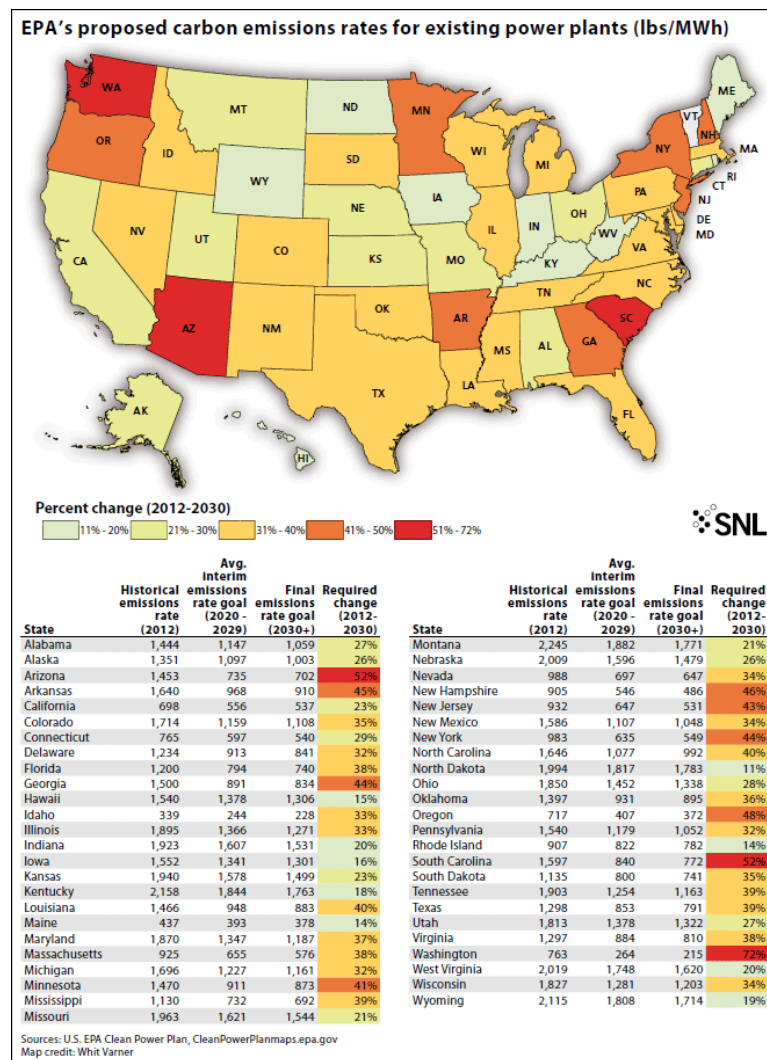 EPA's proposed carbon emissions rates for existing power plants (lbs/MWh)
WA
MT
ND
MN
ME
VT
NH
OR
ID
SD
WI
MI
NY
MA
WY
RI
CT
NE
IA
PA
NJ
NV
UT
IL
IN
OH
DE
MD
CA
CO
KS
MO
WV
VA
KY
AZ
NM
OK
AR
TN
NC
SC
TX
LA
MS
AL
GA
FL
AK
HI
Percent change (2012-2030)
11% - 20% 21% - 30% 31% - 40% 41% - 50% 51% - 72%
SNL
State Historical emissions rate (2012) Avg. interim emissions rate goal (2020 - 2029) Final emissions rate goal (2030+) Required change (2012-2030)
Alabama 1,444 1,147 1,059 27%
Alaska 1,351 1,097 1,003 26%
Arizona 1,453 735 702 52%
Arkansas 1,640 968 910 45%
California 698 556 537 23%
Colorado 1,714 1,159 1,108 35%
Connecticut 765 597 540 29%
Delaware 1,234 913 841 32%
Florida 1,200 794 740 38%
Georgia 1,500 891 834 44%
Hawaii 1,540 1,378 1,306 15%
Idaho 339 244 228 33%
Illinois 1,895 1,366 1,271 33%
Indiana 1,923 1,607 1,531 20%
Iowa 1,552 1,341 1,301 16%
Kansas 1,940 1,578 1,499 23%
Kentucky 2,158 1,844 1,763 18%
Louisiana 1,466 948 883 40%
Maine 437 393 378 14%
Maryland 1,870 1,347 1,187 37%
Massachusetts 925 655 576 38%
Michigan 1,696 1,227 1,161 32%
Minnesota 1,470 911 873 41%
Mississippi 1,130 732 692 39%
Missouri 1,963 1,621 1,544 21%
State Historical emissions rate (2012) Avg. interim emissions rate goal (2020 - 2029) Final emissions rate goal (2030+) Required change (2012-2030)
Montana 2,245 1,882 1,771 21%
Nebraska 2,009 1,596 1,479 26%
Nevada 988 697 647 34%
New Hampshire 905 546 486 46%
New Jersey 932 647 531 43%
New Mexico 1,586 1,107 1,048 34%
New York 983 635 549 44%
North Carolina 1,646 1,077 992 40%
North Dakota 1,994 1,817 1,783 11%
Ohio 1,850 1,452 1,338 28%
Oklahoma 1,397 931 895 36%
Oregon 717 407 372 48%
Pennsylvania 1,540 1,179 1,052 32%
Rhode Island 907 822 782 14%
South Carolina 1,597 840 772 52%
South Dakota 1,135 800 741 35%
Tennessee 1,903 1,254 1,163 39%
Texas 1,298 853 791 39%
Utah 1,813 1,378 1,322 27%
Virginia 1,297 884 810 38%
Washington 763 264 215 72%
West Virginia 2,019 1,748 1,620 20%
Wisconsin 1,827 1,281 1,203 34%
Wyoming 2,115 1,808 1,714 19%
Sources: U.S. EPA Clean Power Plan, CleanPowerPlanmaps.epa.gov
Map credit: Whit Varner